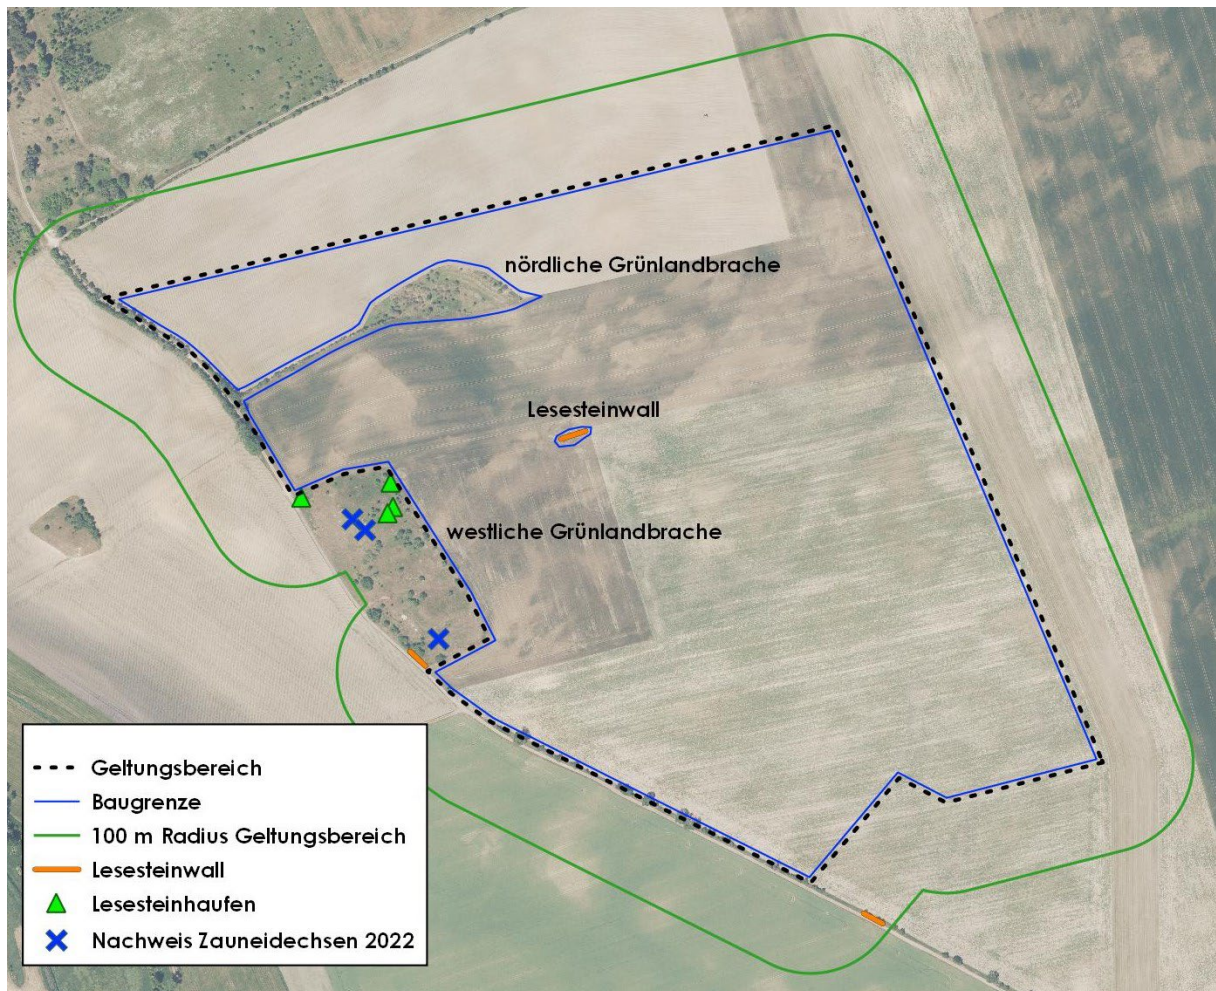 nördliche Grünlandbrache
Lesesteinwall
westliche Grünlandbrache
Geltungsbereich
Baugrenze
100 m Radius Geltungsbereich
Lesesteinwall
Lesesteinhaufen
Nachweis Zauneidechsen 2022